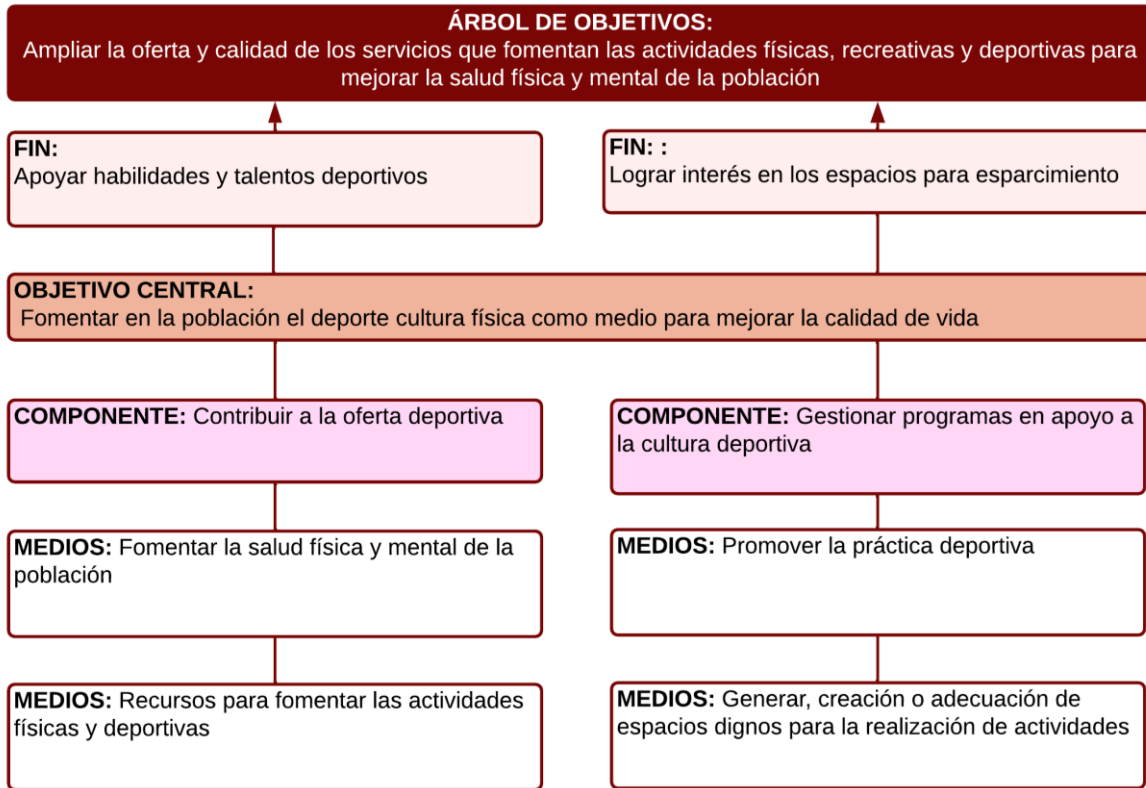 ÁRBOL DE OBJETIVOS:
Ampliar la oferta y calidad de los servicios que fomentan las actividades físicas, recreativas y deportivas para
mejorar la salud física y mental de la población
FIN:
Apoyar habilidades y talentos deportivos
FIN: :
Lograr interés en los espacios para esparcimiento
OBJETIVO CENTRAL:
Fomentar en la población el deporte cultura física como medio para mejorar la calidad de vida
COMPONENTE: Contribuir a la oferta deportiva
COMPONENTE: Gestionar programas en apoyo a
la cultura deportiva
MEDIOS: Fomentar la salud física y mental de la
población
MEDIOS: Promover la práctica deportiva
MEDIOS: Recursos para fomentar las actividades
físicas y deportivas
MEDIOS: Generar, creación o adecuación de
espacios dignos para la realización de actividades